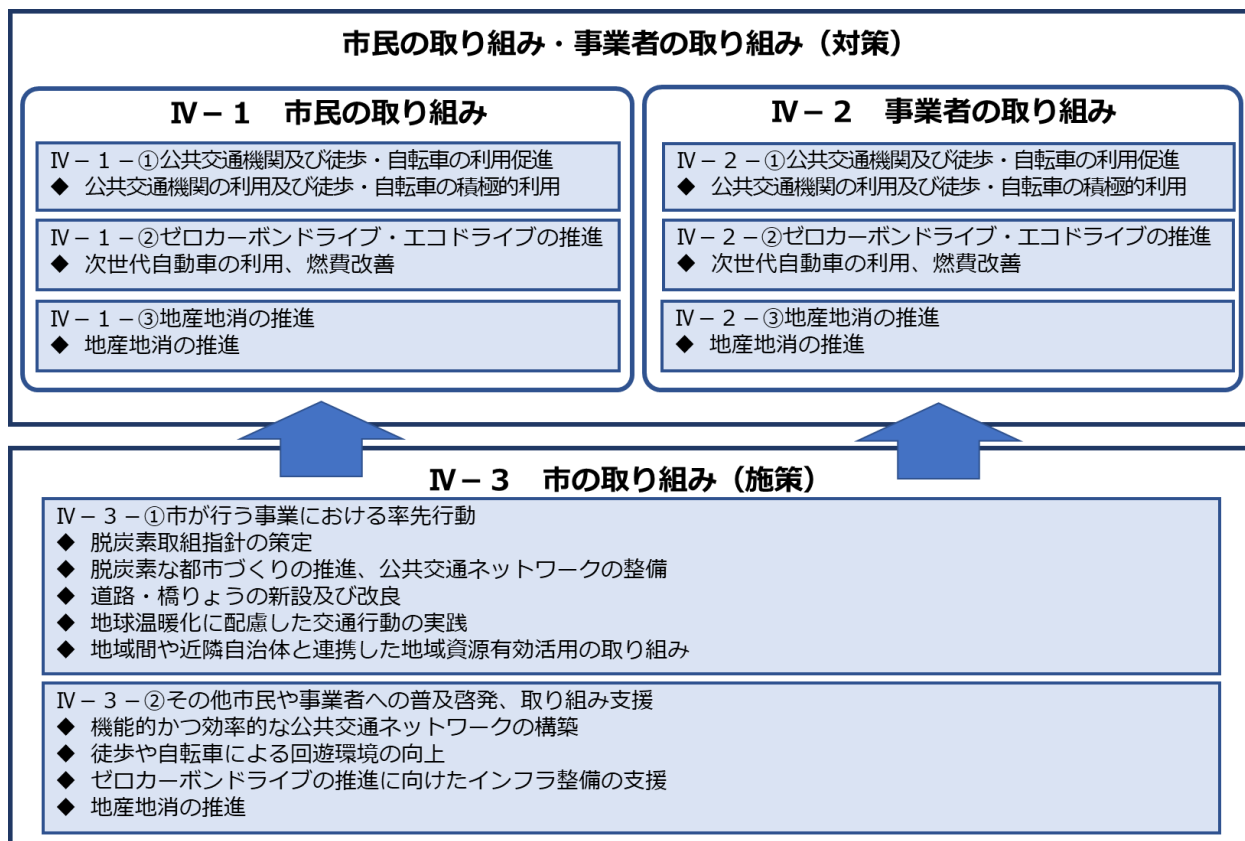 市民の取り組み・事業者の取り組み（対策）
Ⅳ－１　市民の取り組み
Ⅳ－１－①公共交通機関及び徒歩・自転車の利用促進
◆ 公共交通機関の利用及び徒歩・自転車の積極的利用
Ⅳ－１－②ゼロカーボンドライブ・エコドライブの推進
◆ 次世代自動車の利用、燃費改善
Ⅳ－１－③地産地消の推進
◆ 地産地消の推進
Ⅳ－２　事業者の取り組み
Ⅳ－２－①公共交通機関及び徒歩・自転車の利用促進
◆ 公共交通機関の利用及び徒歩・自転車の積極的利用
Ⅳ－２－②ゼロカーボンドライブ・エコドライブの推進
◆ 次世代自動車の利用、燃費改善
Ⅳ－２－③地産地消の推進
◆ 地産地消の推進
Ⅳ－３　市の取り組み（施策）
Ⅳ－３－①市が行う事業における率先行動
◆ 脱炭素取組指針の策定
◆ 脱炭素な都市づくりの推進、公共交通ネットワークの整備
◆ 道路・橋りょうの新設及び改良
◆ 地球温暖化に配慮した交通行動の実践
◆ 地域間や近隣自治体と連携した地域資源有効活用の取り組み
Ⅳ－３－②その他市民や事業者への普及啓発、取り組み支援
◆ 機能的かつ効率的な公共交通ネットワークの構築
◆ 徒歩や自転車による回遊環境の向上
◆ ゼロカーボンドライブの推進に向けたインフラ整備の支援
◆ 地産地消の推進